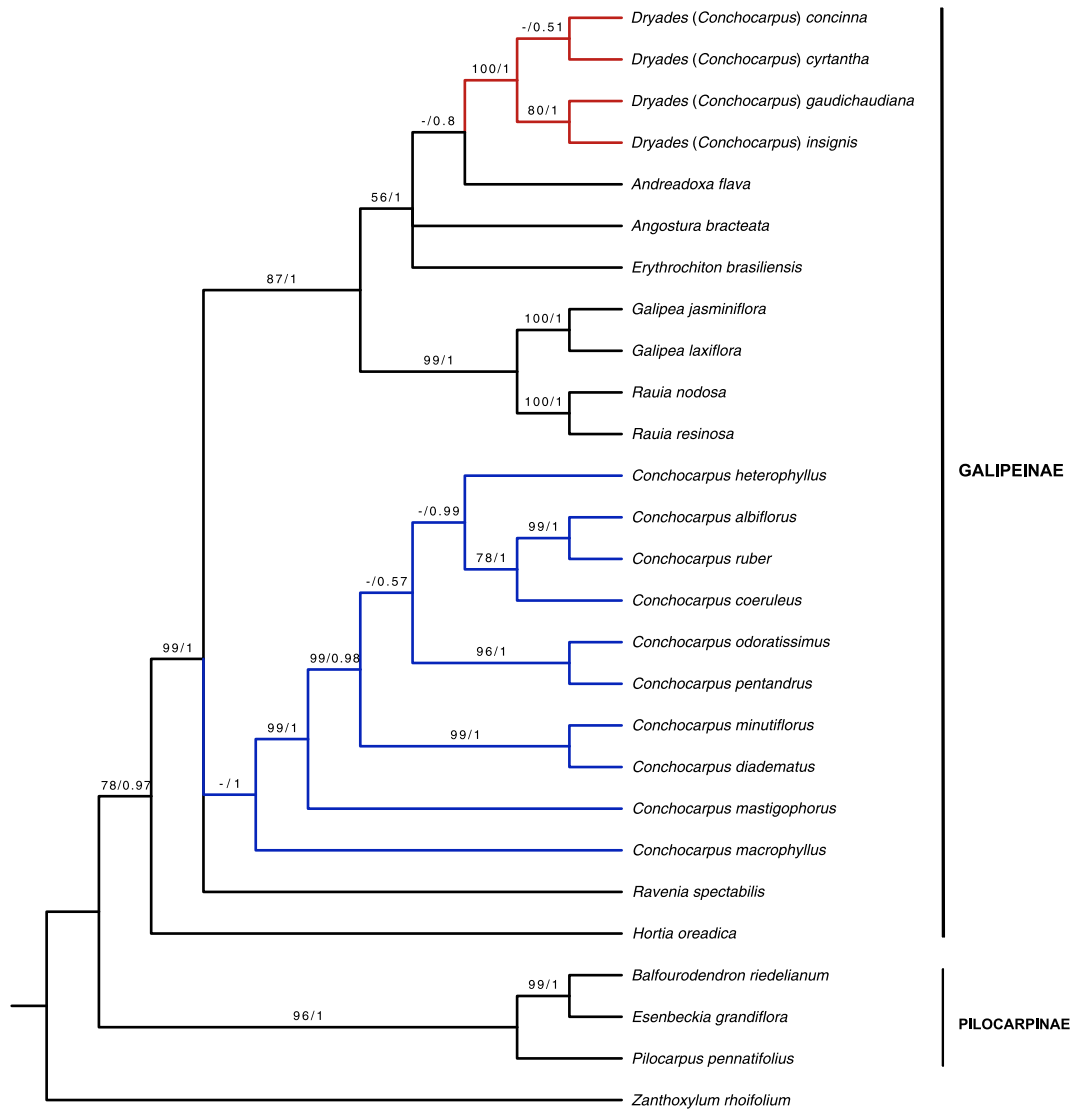 -/0.51
Dryades (Conchocarpus) concinna
Dryades (Conchocarpus) cyrtantha
100/1
80/1
Dryades (Conchocarpus) gaudichaudiana
Dryades (Conchocarpus) insignis
-/0.8
Andreadoxa flava
56/1
Angostura bracteata
Erythrochiton brasiliensis
87/1
100/1
Galipea jasminiflora
Galipea laxiflora
99/1
100/1
Rauia nodosa
Rauia resinosa
GALIPEINAE
Conchocarpus heterophyllus
-/0.99
99/1
Conchocarpus albiflorus
Conchocarpus ruber
78/1
Conchocarpus coeruleus
-/0.57
96/1
Conchocarpus odoratissimus
Conchocarpus pentandrus
99/1
99/0.98
99/1
99/1
Conchocarpus minutiflorus
Conchocarpus diadematus
-/1
78/0.97
Conchocarpus mastigophorus
Conchocarpus macrophyllus
Ravenia spectabilis
Hortia oreadica
99/1
Balfourodendron riedelianum
Esenbeckia grandiflora
96/1
PILOCARPINAE
Pilocarpus pennatifolius
Zanthoxylum rhoifolium